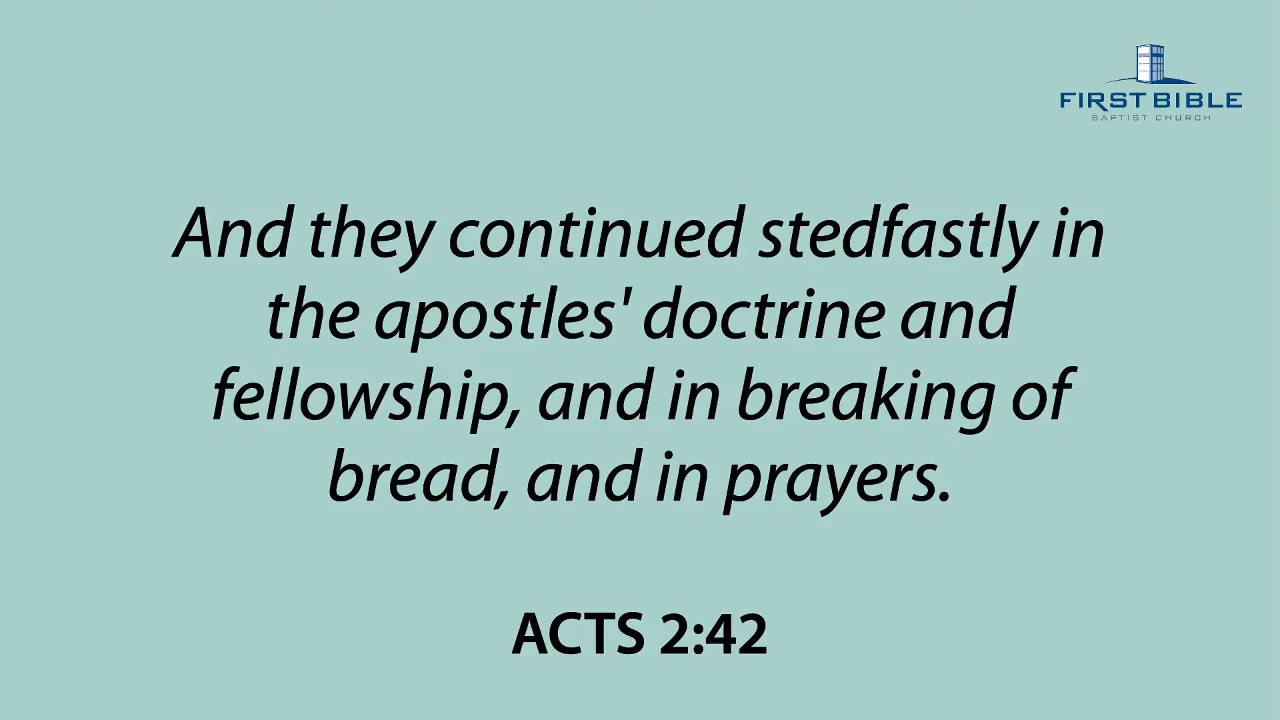 FIRST BIBLE
BAPTIST CHURCH
And they continued stedfastly in
the apostles' doctrine and
fellowship, and in breaking of
bread, and in prayers.
ACTS 2:42